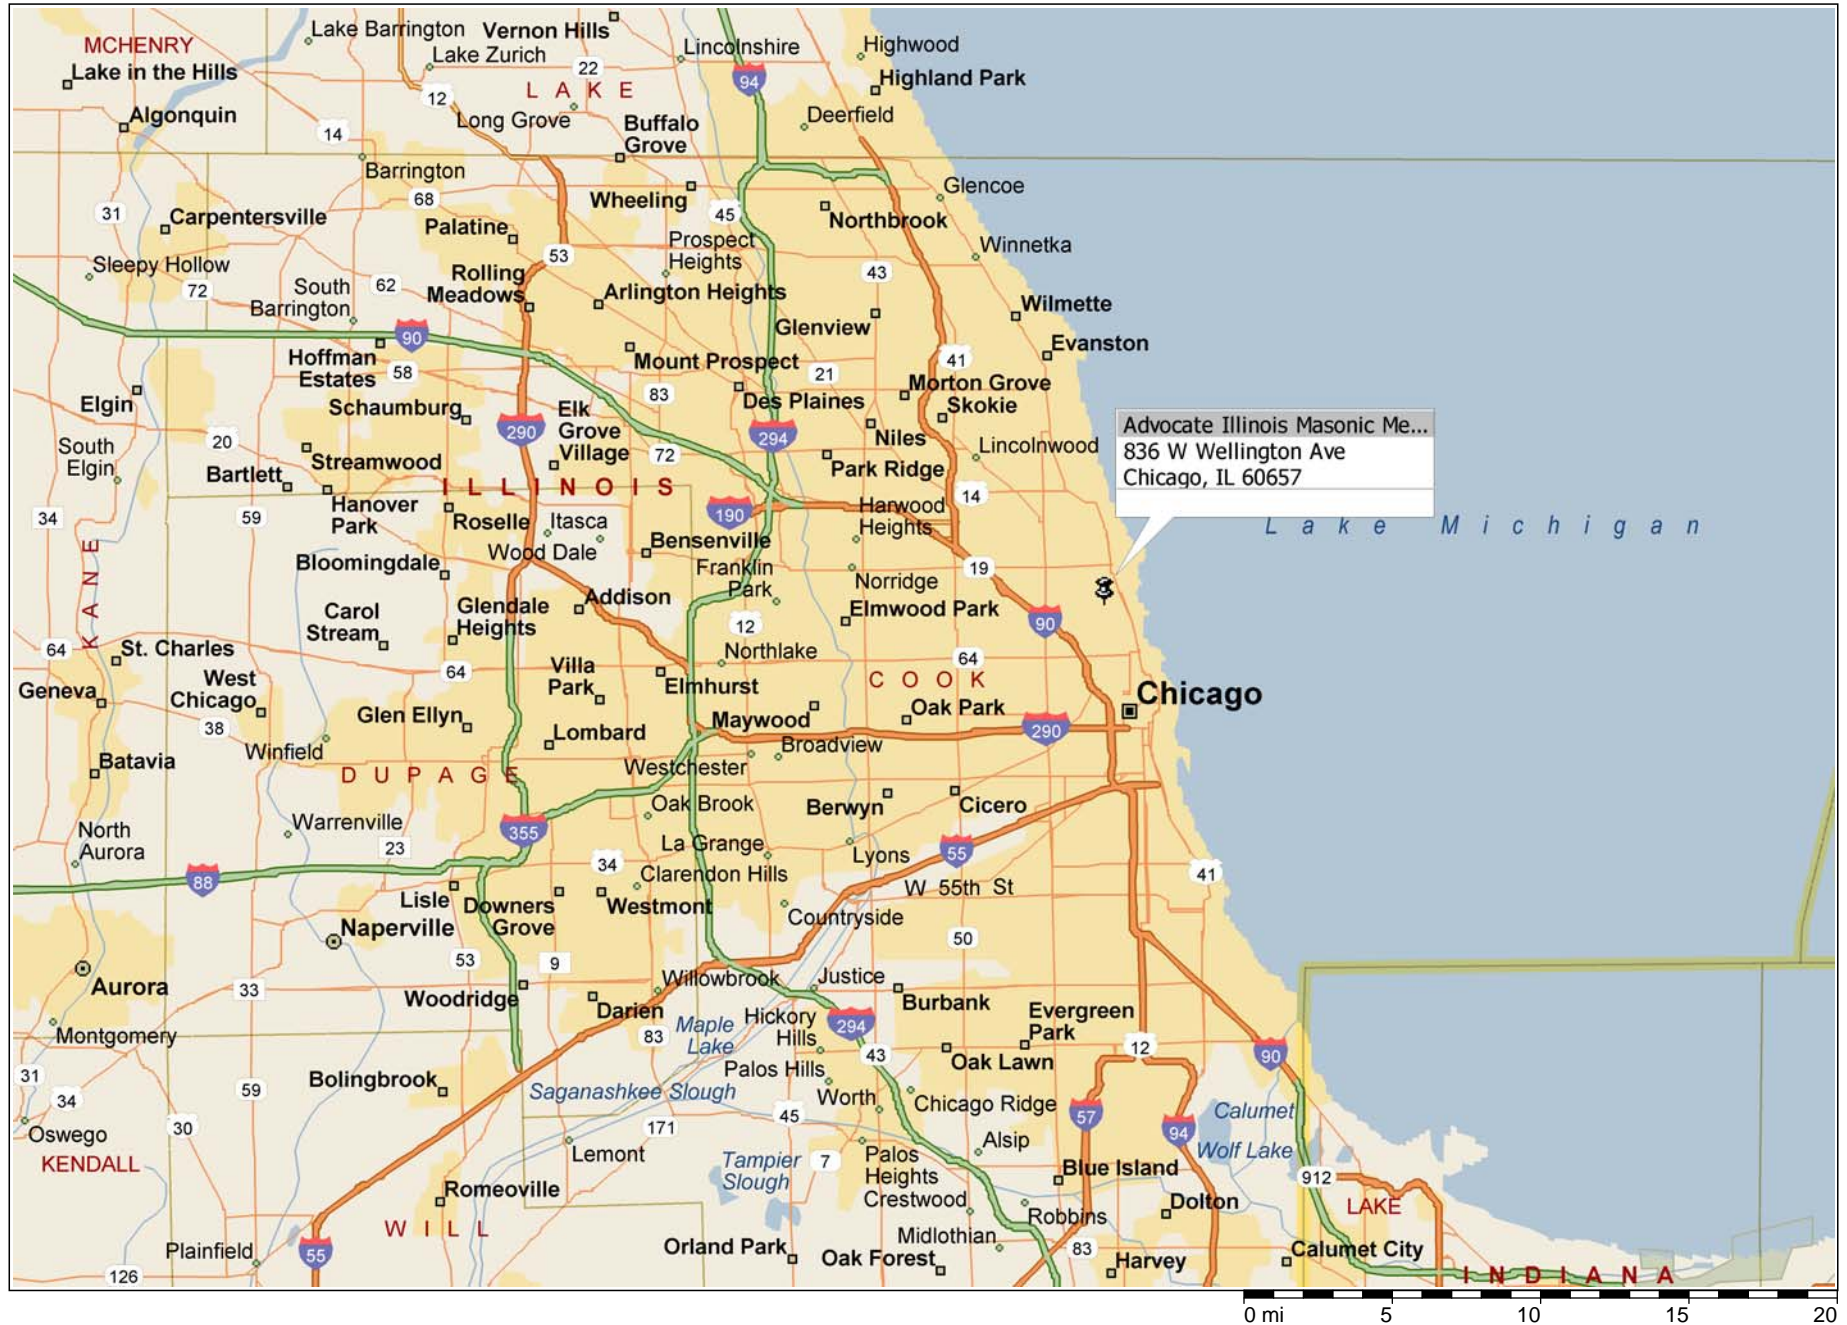 MCHENRY
Lake Barrington
Vernon Hills
Lake Zurich
Lincolnshire
Highwood
Lake in the Hills
22
94
Highland Park
L A K E
12
Algonquin
Long Grove
Buffalo
Grove
Deerfield
14
Barrington
68
Wheeling
Glencoe
31
Carpentersville
45
Northbrook
Palatine
Prospect
Heights
Winnetka
53
Sleepy Hollow
72
South
Barrington
62
Rolling
Meadows
43
Arlington Heights
Wilmette
Glenview
90
Evanston
Hoffman
Estates
58
Mount Prospect
41
21
Morton Grove
Elgin
83
Des Plaines
Skokie
Schaumburg
Elk
Grove
Village
290
294
Niles
Lincolnwood
Advocate Illinois Masonic Me...
836 W Wellington Ave
Chicago, IL 60657
20
South
Elgin
72
Streamwood
Park Ridge
Bartlett
I L L I N O I S
14
34
59
Hanover
Park
190
Harwood
Heights
Roselle
Itasca
L a k e M i c h i g a n
Bensenville
K A N E
Wood Dale
Bloomingdale
Franklin
Park
19
Norridge
Addison
Carol
Stream
Glendale
Heights
Elmwood Park
12
90
64
St. Charles
Northlake
64
West
Chicago
64
Villa
Park
C O O K
Geneva
Elmhurst
Chicago
Oak Park
38
Glen Ellyn
Maywood
290
Lombard
Winfield
Broadview
Batavia
Westchester
D U P A G E
Oak Brook
Berwyn
Cicero
North
Aurora
Warrenville
355
23
La Grange
Lyons
55
34
Clarendon Hills
41
88
W 55th St
Lisle
Downers
Grove
Westmont
Countryside
Naperville
50
53
9
Aurora
33
Willowbrook
Justice
Woodridge
Darien
Burbank
Evergreen
Park
Montgomery
Maple
Lake
Hickory
Hills
294
83
43
12
90
Oak Lawn
31
Palos Hills
59
Bolingbrook
34
Saganashkee Slough
Worth
Chicago Ridge
57
Calumet
30
171
45
94
Oswego
Alsip
Wolf Lake
KENDALL
Lemont
Tampier
Slough
7
Palos
Heights
Blue Island
912
Romeoville
Crestwood
Dolton
LAKE
W I L L
Robbins
Plainfield
55
Midlothian
Orland Park
Oak Forest
83
Harvey
Calumet City
126
I N D I A N A
0 mi 5 10 15 20